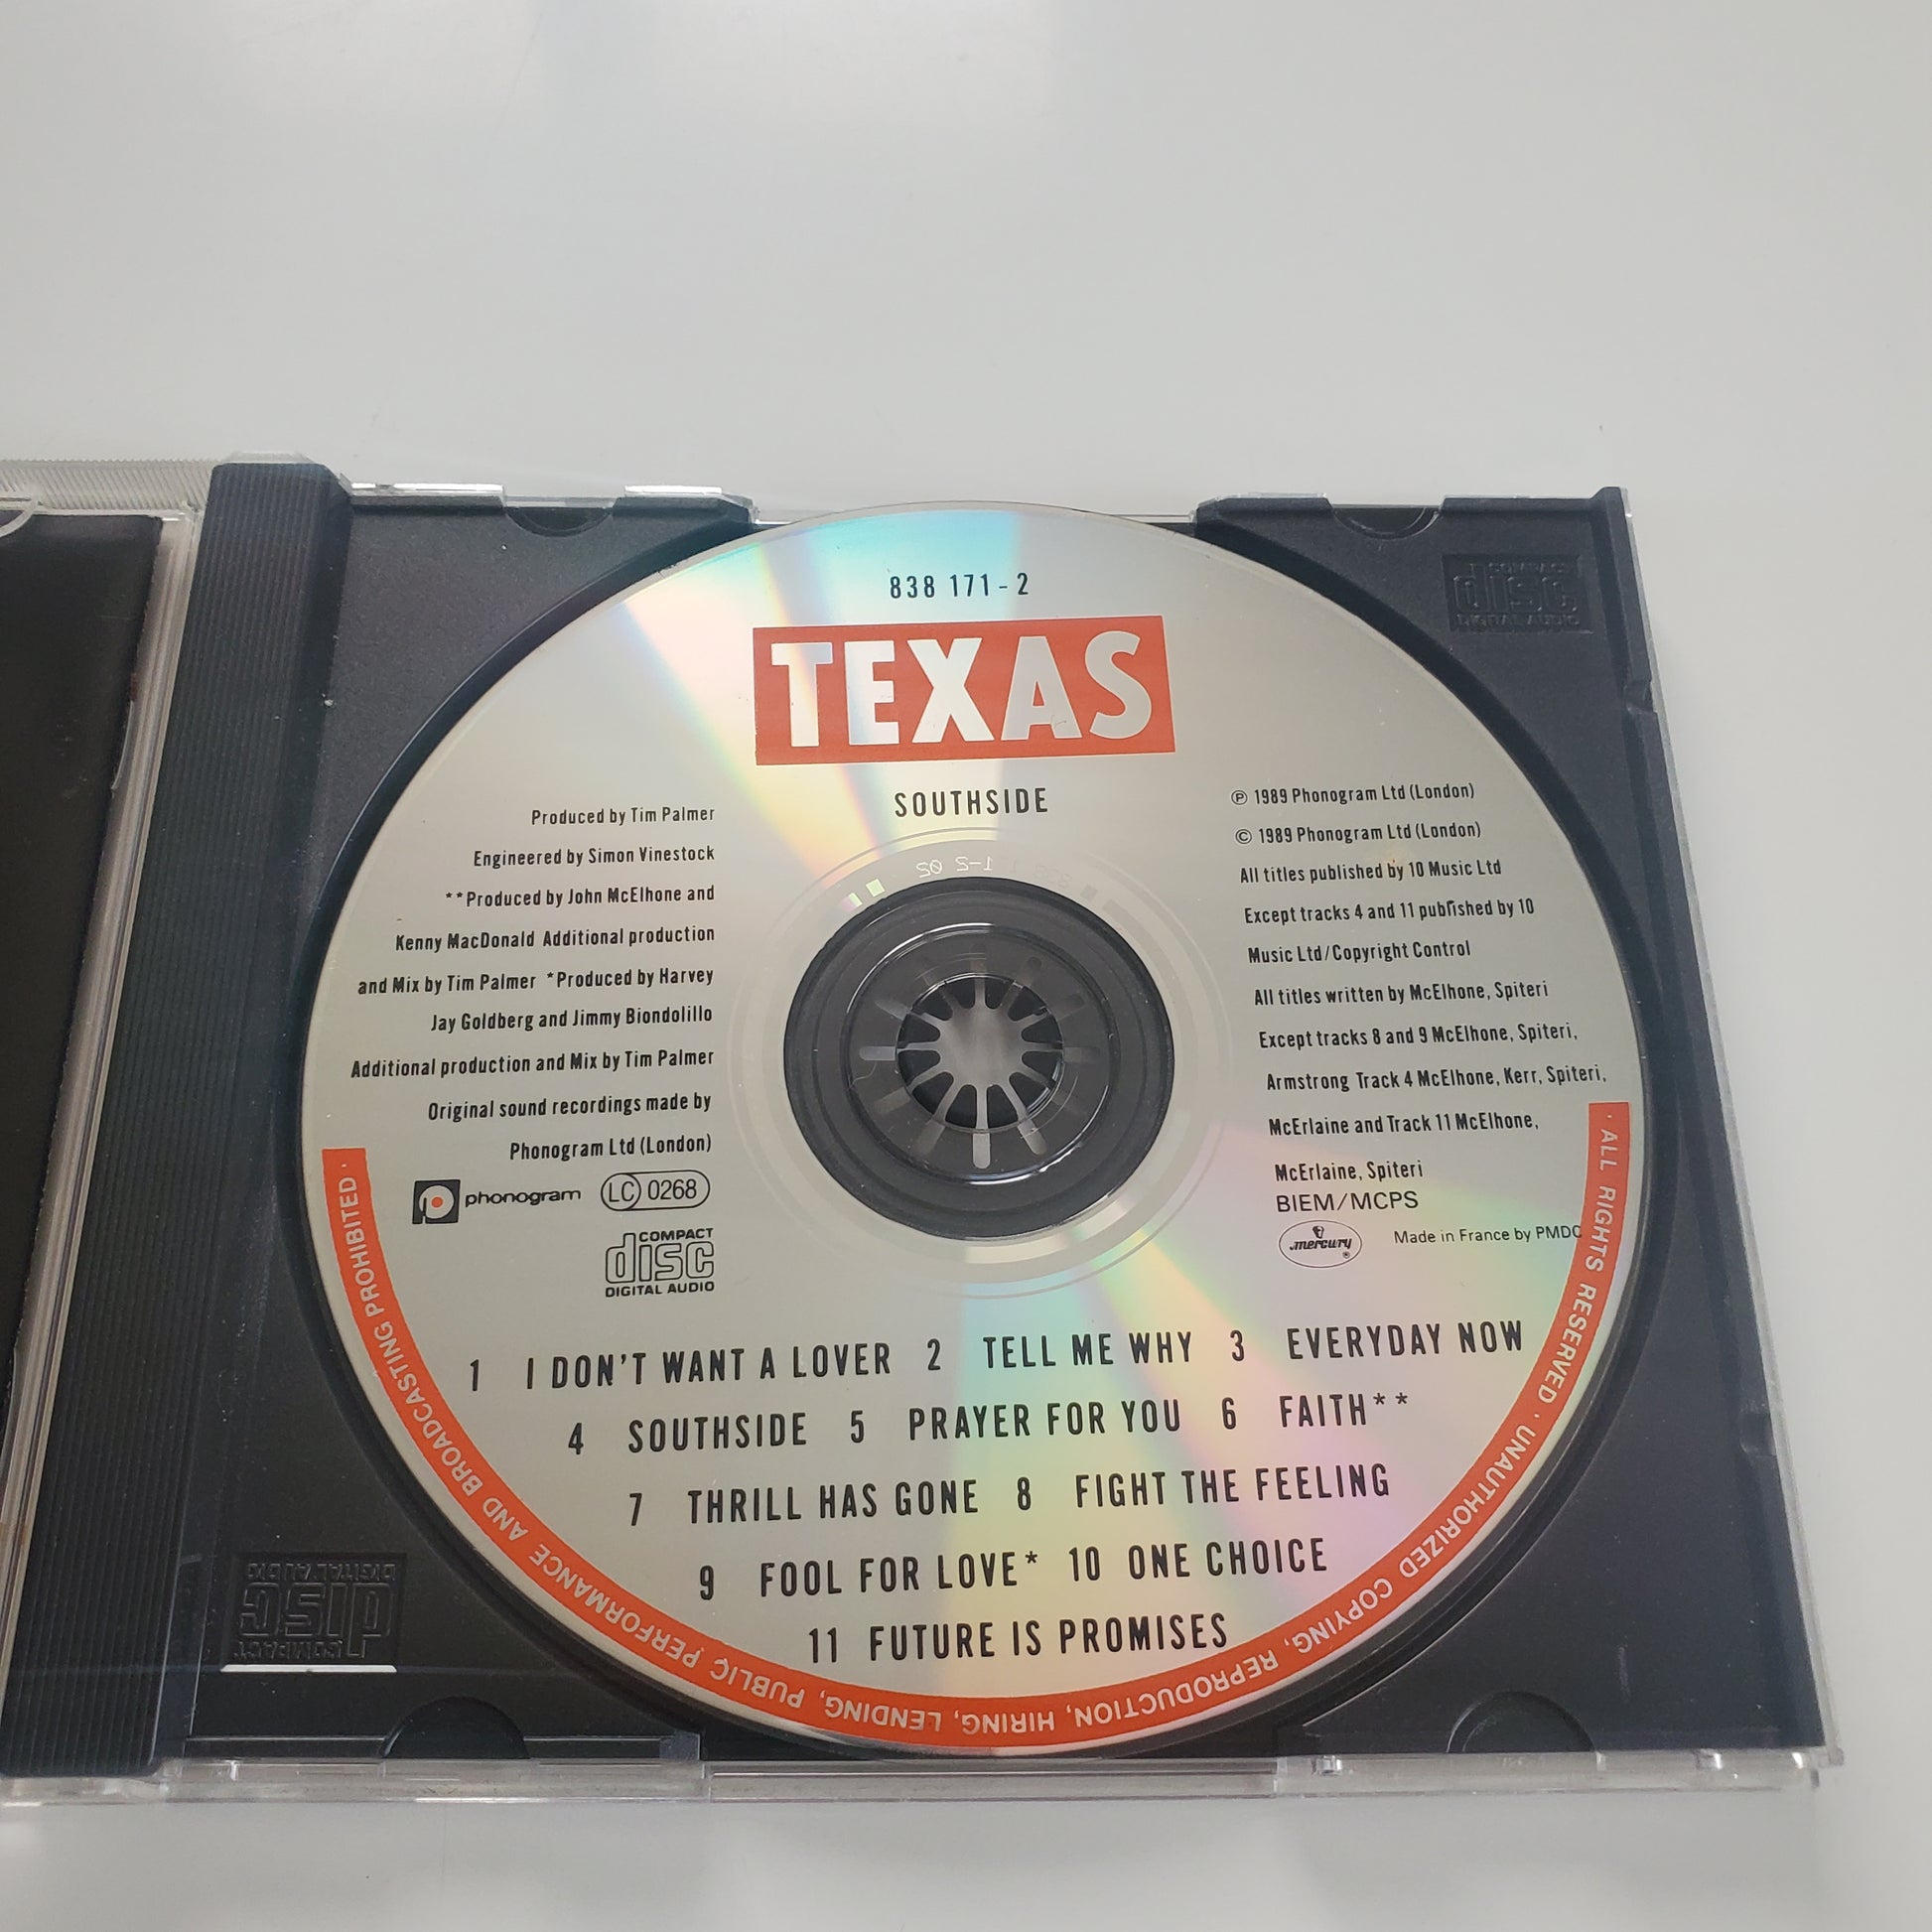 838 171-2
TEXAS
SOUTHSIDE
Produced by Tim Palmer
Engineered by Simon Vinestock
**Produced by John McElhone and
Kenny MacDonald Additional production
and Mix by Tim Palmer *Produced by Harvey
Jay Goldberg and Jimmy Biondolillo
Additional production and Mix by Tim Palmer
Original sound recordings made by
Phonogram Ltd (London)
phonogram LC 0268
COMPACT
disc
DIGITAL AUDIO
℗ 1989 Phonogram Ltd (London)
© 1989 Phonogram Ltd (London)
All titles published by 10 Music Ltd
Except tracks 4 and 11 published by 10
Music Ltd/Copyright Control
All titles written by McElhone, Spiteri
Except tracks 8 and 9 McElhone, Spiteri,
Armstrong Track 4 McElhone, Kerr, Spiteri,
McErlaine and Track 11 McElhone,
McErlaine, Spiteri
BIEM/MCPS
mercury ® Made in France by PMDC
1 I DON'T WANT A LOVER 2 TELL ME WHY 3 EVERYDAY NOW
4 SOUTHSIDE 5 PRAYER FOR YOU 6 FAITH**
7 THRILL HAS GONE 8 FIGHT THE FEELING
9 FOOL FOR LOVE* 10 ONE CHOICE
11 FUTURE IS PROMISES
· ALL RIGHTS RESERVED · UNAUTHORIZED COPYING, REPRODUCTION, HIRING, LENDING, PUBLIC PERFORMANCE AND BROADCASTING PROHIBITED ·
COMPACT
disc
DIGITAL AUDIO
COMPACT
disc
DIGITAL AUDIO